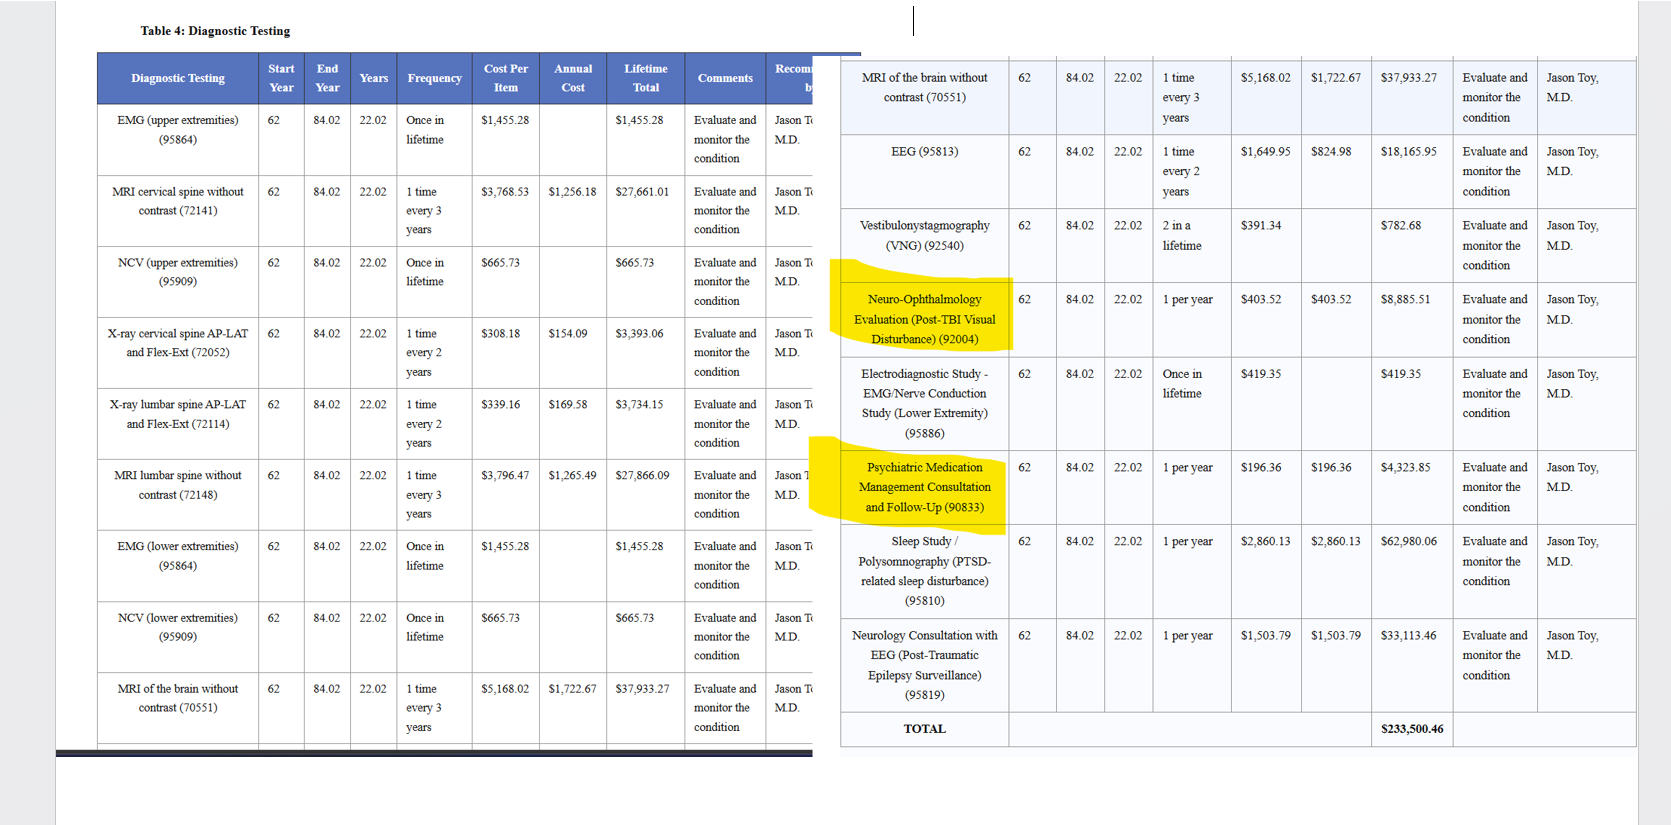 Table 4: Diagnostic Testing
Diagnostic Testing Start Year End Year Years Frequency Cost Per Item Annual Cost Lifetime Total Comments
EMG (upper extremities) (95864) 62 84.02 22.02 Once in lifetime $1,455.28 $1,455.28 Evaluate and monitor the condition Jason M.D.
MRI cervical spine without contrast (72141) 62 84.02 22.02 1 time every 3 years $3,768.53 $1,256.18 $27,661.01 Evaluate and monitor the condition Jason M.D.
NCV (upper extremities) (95909) 62 84.02 22.02 Once in lifetime $665.73 $665.73 Evaluate and monitor the condition Jason M.D.
X-ray cervical spine AP-LAT and Flex-Ext (72052) 62 84.02 22.02 1 time every 2 years $308.18 $154.09 $3,393.06 Evaluate and monitor the condition Jason M.D.
X-ray lumbar spine AP-LAT and Flex-Ext (72114) 62 84.02 22.02 1 time every 2 years $339.16 $169.58 $3,734.15 Evaluate and monitor the condition Jason M.D.
MRI lumbar spine without contrast (72148) 62 84.02 22.02 1 time every 3 years $3,796.47 $1,265.49 $27,866.09 Evaluate and monitor the condition Jason M.D.
EMG (lower extremities) (95864) 62 84.02 22.02 Once in lifetime $1,455.28 $1,455.28 Evaluate and monitor the condition Jason M.D.
NCV (lower extremities) (95909) 62 84.02 22.02 Once in lifetime $665.73 $665.73 Evaluate and monitor the condition Jason M.D.
MRI of the brain without contrast (70551) 62 84.02 22.02 1 time every 3 years $5,168.02 $1,722.67 $37,933.27 Evaluate and monitor the condition Jason M.D.
MRI of the brain without contrast (70551) 62 84.02 22.02 1 time every 3 years $5,168.02 $1,722.67 $37,933.27 Evaluate and monitor the condition Jason Toy, M.D.
EEG (95813) 62 84.02 22.02 1 time every 2 years $1,649.95 $824.98 $18,165.95 Evaluate and monitor the condition Jason Toy, M.D.
Vestibulonystagmography (VNG) (92540) 62 84.02 22.02 2 in a lifetime $391.34 $782.68 Evaluate and monitor the condition Jason Toy, M.D.
Neuro-Ophthalmology Evaluation (Post-TBI Visual Disturbance) (92004) 62 84.02 22.02 1 per year $403.52 $403.52 $8,885.51 Evaluate and monitor the condition Jason Toy, M.D.
Electrodiagnostic Study - EMG/Nerve Conduction Study (Lower Extremity) (95886) 62 84.02 22.02 Once in lifetime $419.35 $419.35 Evaluate and monitor the condition Jason Toy, M.D.
Psychiatric Medication Management Consultation and Follow-Up (90833) 62 84.02 22.02 1 per year $196.36 $196.36 $4,323.85 Evaluate and monitor the condition Jason Toy, M.D.
Sleep Study / Polysomnography (PTSD-related sleep disturbance) (95810) 62 84.02 22.02 1 per year $2,860.13 $2,860.13 $62,980.06 Evaluate and monitor the condition Jason Toy, M.D.
Neurology Consultation with EEG (Post-Traumatic Epilepsy Surveillance) (95819) 62 84.02 22.02 1 per year $1,503.79 $1,503.79 $33,113.46 Evaluate and monitor the condition Jason Toy, M.D.
TOTAL $233,500.46